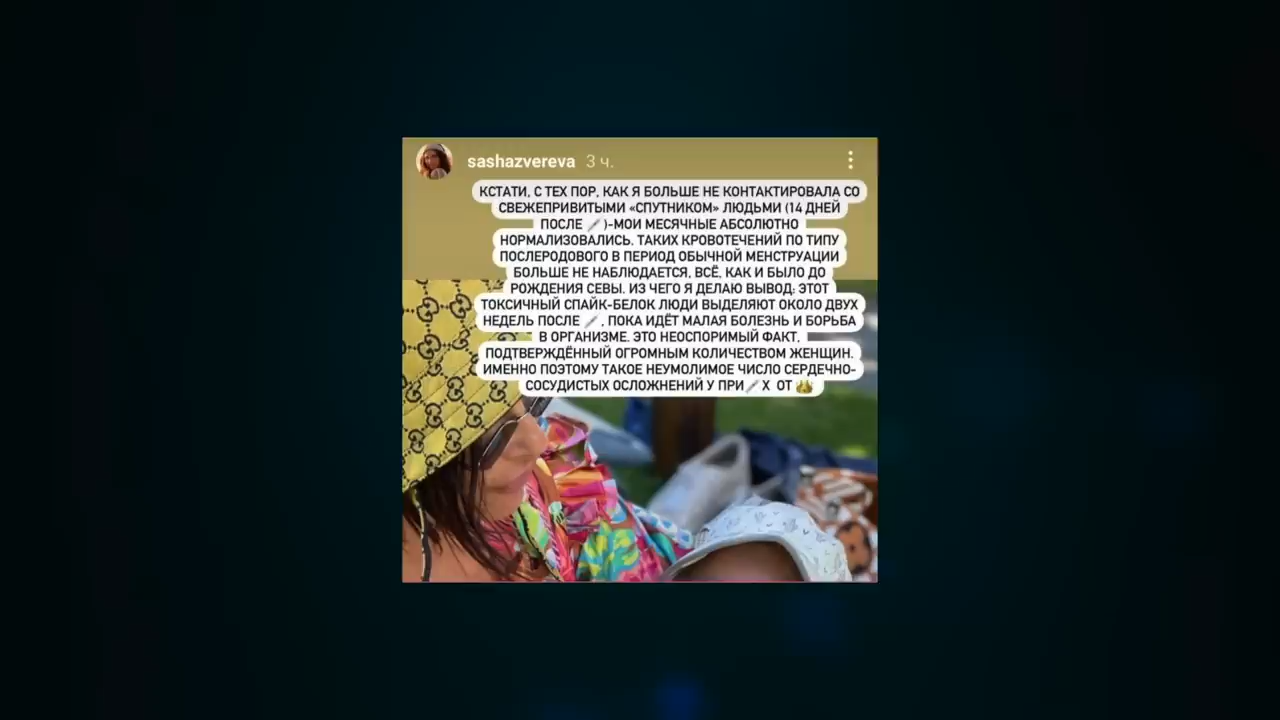 sashazvereva 3 ч.
КСТАТИ, С ТЕХ ПОР, КАК Я БОЛЬШЕ НЕ КОНТАКТИРОВАЛА СО
СВЕЖЕПРИВИТЫМИ «СПУТНИКОМ» ЛЮДЬМИ (14 ДНЕЙ
ПОСЛЕ 💉)-МОИ МЕСЯЧНЫЕ АБСОЛЮТНО
НОРМАЛИЗОВАЛИСЬ. ТАКИХ КРОВОТЕЧЕНИЙ ПО ТИПУ
ПОСЛЕРОДОВОГО В ПЕРИОД ОБЫЧНОЙ МЕНСТРУАЦИИ
БОЛЬШЕ НЕ НАБЛЮДАЕТСЯ, ВСЁ, КАК И БЫЛО ДО
РОЖДЕНИЯ СЕВЫ. ИЗ ЧЕГО Я ДЕЛАЮ ВЫВОД: ЭТОТ
ТОКСИЧНЫЙ СПАЙК-БЕЛОК ЛЮДИ ВЫДЕЛЯЮТ ОКОЛО ДВУХ
НЕДЕЛЬ ПОСЛЕ 💉, ПОКА ИДЁТ МАЛАЯ БОЛЕЗНЬ И БОРЬБА
В ОРГАНИЗМЕ. ЭТО НЕОСПОРИМЫЙ ФАКТ,
ПОДТВЕРЖДЁННЫЙ ОГРОМНЫМ КОЛИЧЕСТВОМ ЖЕНЩИН.
ИМЕННО ПОЭТОМУ ТАКОЕ НЕУМОЛИМОЕ ЧИСЛО СЕРДЕЧНО-
СОСУДИСТЫХ ОСЛОЖНЕНИЙ У ПРИ💉Х ОТ 👑